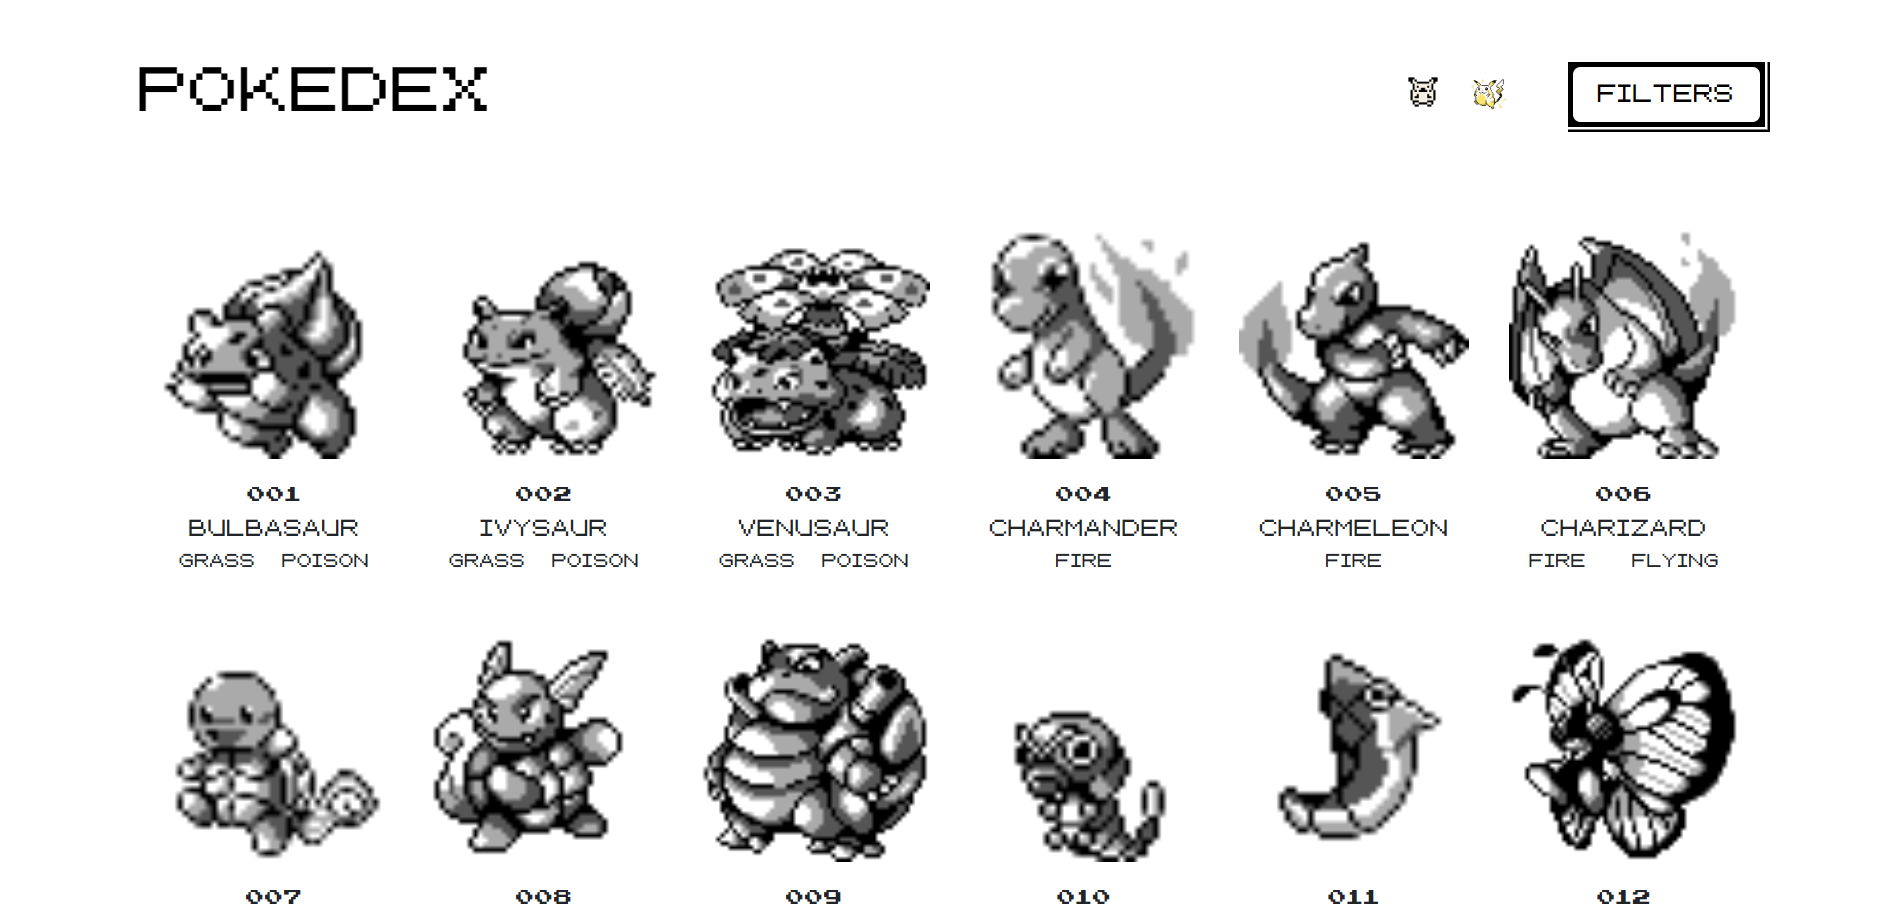 POKEDEX
FILTERS
001 002 003 004 005 006
BULBASAUR IVYSAUR VENUSAUR CHARMANDER CHARMELEON CHARIZARD
GRASS POISON GRASS POISON GRASS POISON FIRE FIRE FIRE FLYING
007 008 009 010 011 012